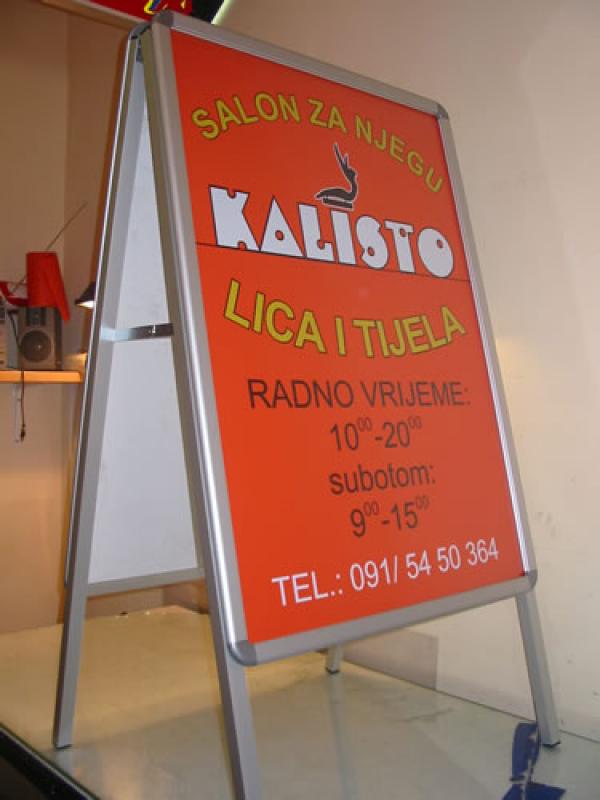 SALON ZA NJEGU
KALISTO
LICA I TIJELA
RADNO VRIJEME:
10⁰⁰-20⁰⁰
subotom:
9⁰⁰-15⁰⁰
TEL.: 091/ 54 50 364